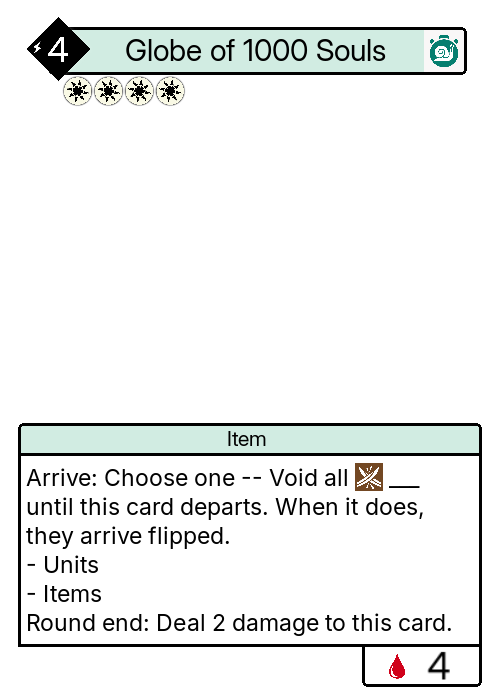 4
Globe of 1000 Souls
Item
Arrive: Choose one -- Void all ___
until this card departs. When it does,
they arrive flipped.
- Units
- Items
Round end: Deal 2 damage to this card.
4